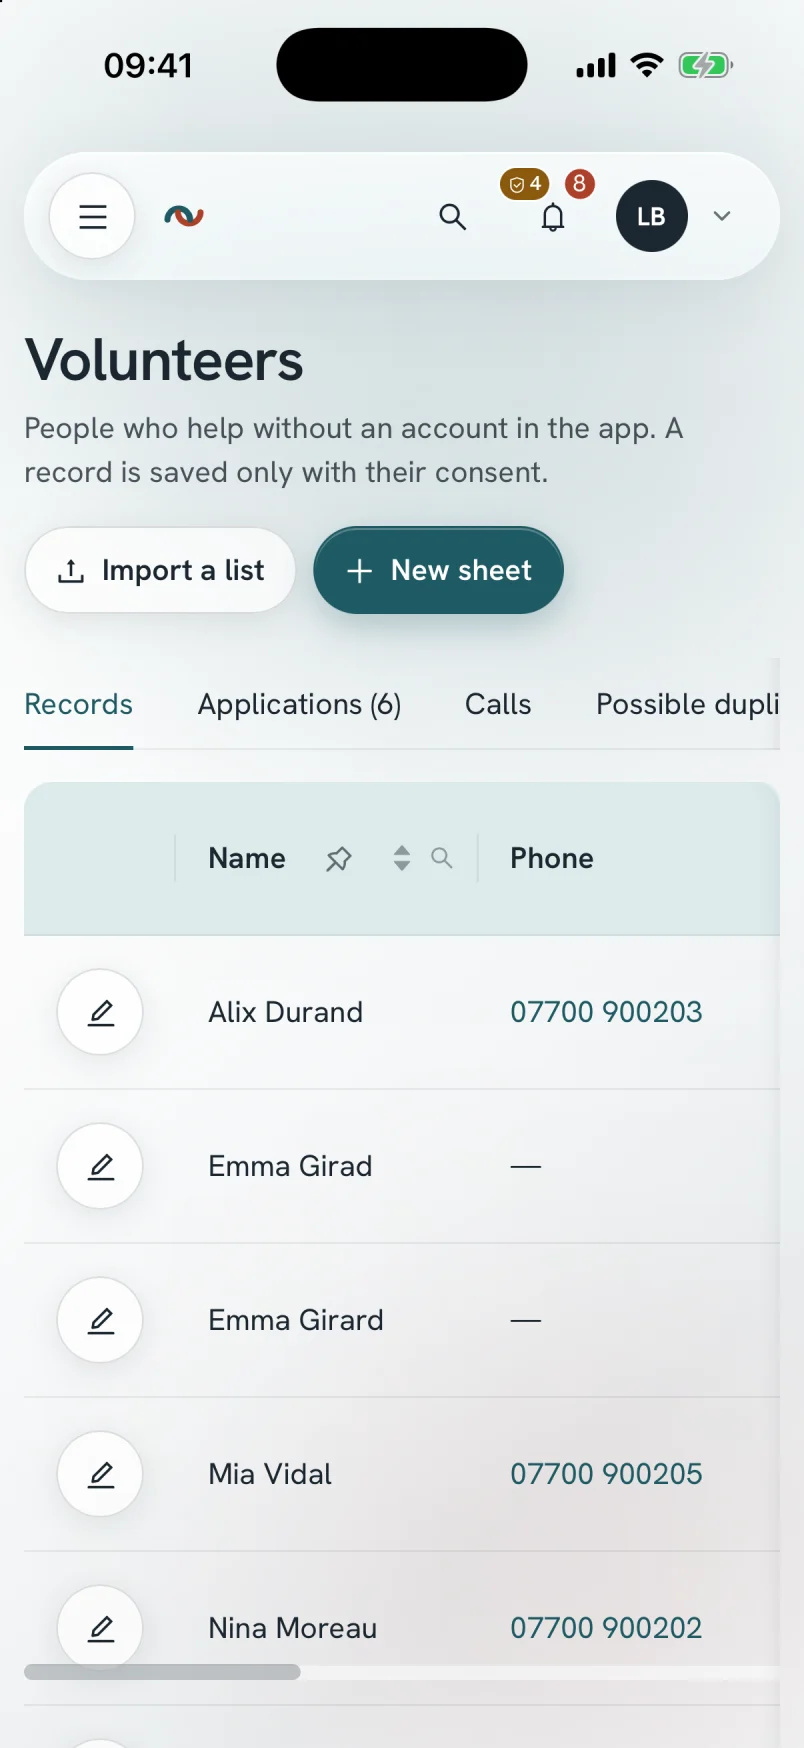 09:41
4
8
LB
Volunteers
People who help without an account in the app. A
record is saved only with their consent.
Import a list
New sheet
Records
Applications (6)
Calls
Possible dupli
Name
Phone
Alix Durand
07700 900203
Emma Girad
—
Emma Girard
—
Mia Vidal
07700 900205
Nina Moreau
07700 900202